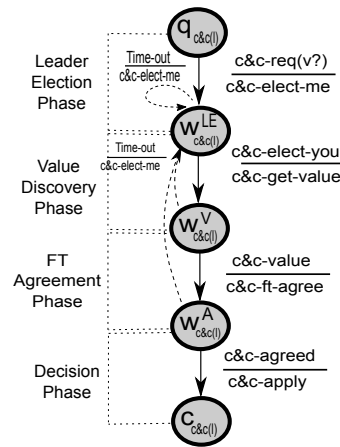 q c&c(l)
Leader
Election
Phase
Time-out
c&c-elect-me
c&c-req(v?)
c&c-elect-me
w LE c&c(l)
Value
Discovery
Phase
Time-out
c&c-elect-me
c&c-elect-you
c&c-get-value
w V c&c(l)
FT
Agreement
Phase
c&c-value
c&c-ft-agree
w A c&c(l)
Decision
Phase
c&c-agreed
c&c-apply
c c&c(l)